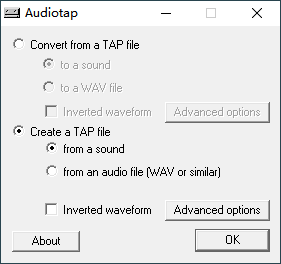 Audiotap
Convert from a TAP file
to a sound
to a WAV file
Inverted waveform Advanced options
Create a TAP file
from a sound
from an audio file (WAV or similar)
Inverted waveform Advanced options
About OK